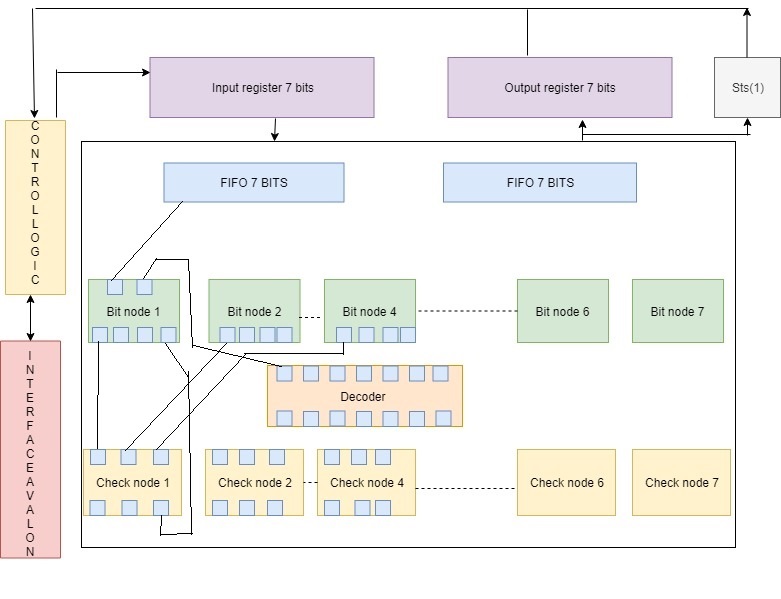 Input register 7 bits
Output register 7 bits
Sts(1)
CONTROLLOGIC
FIFO 7 BITS
FIFO 7 BITS
Bit node 1
Bit node 2
Bit node 4
Bit node 6
Bit node 7
INTERFACEAVALON
Decoder
Check node 1
Check node 2
Check node 4
Check node 6
Check node 7